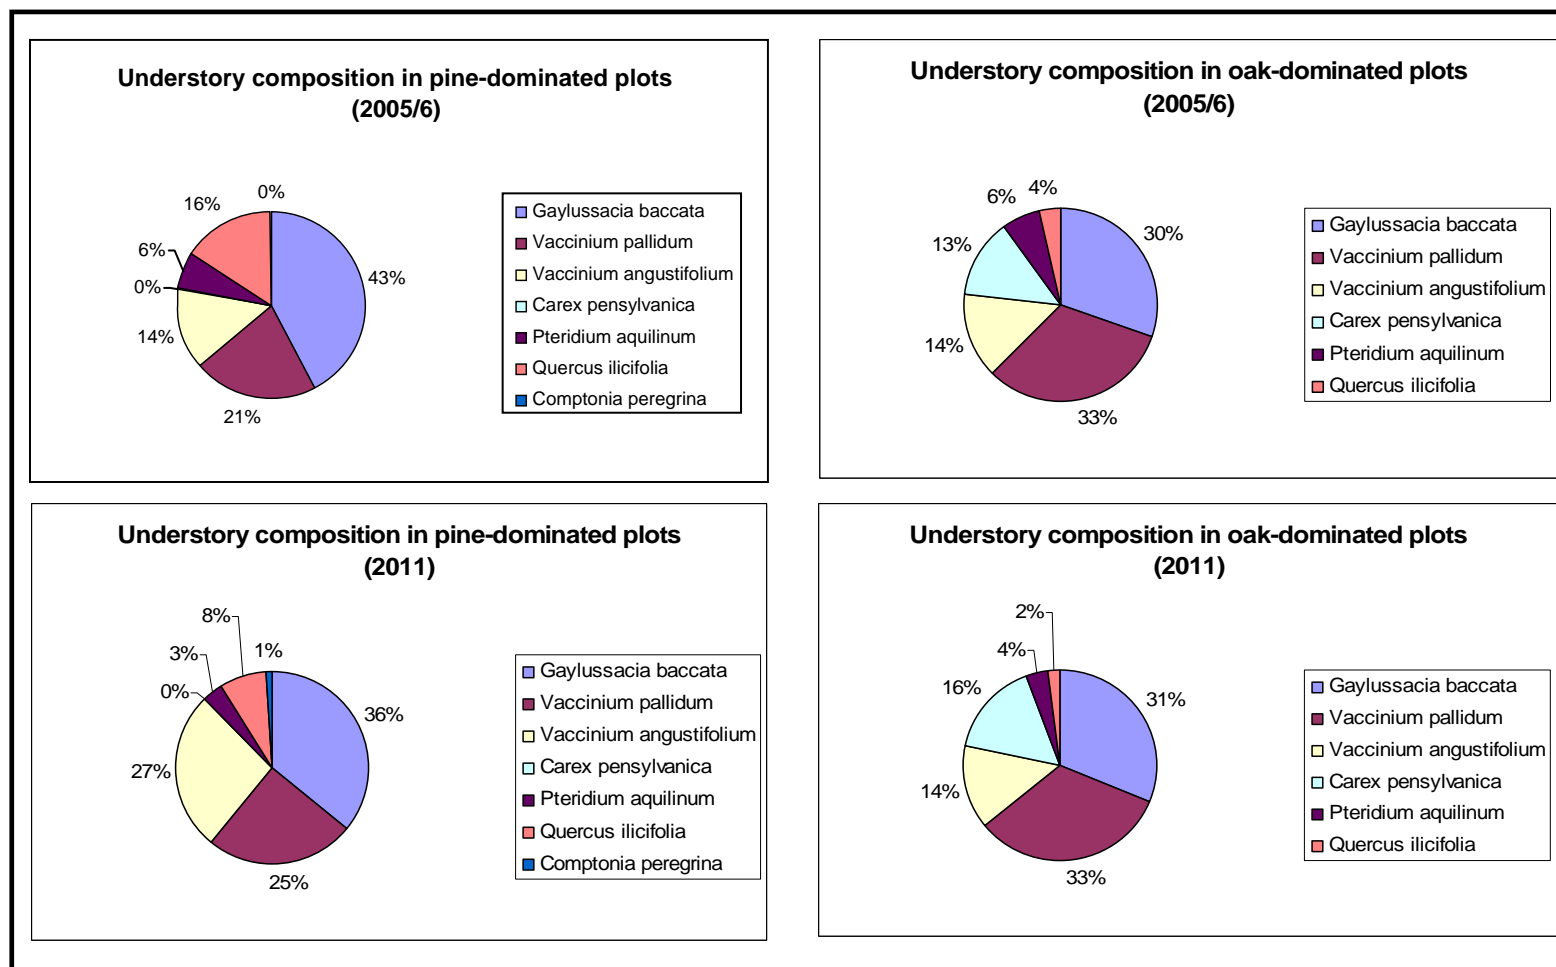 Understory composition in pine-dominated plots
(2005/6)
0%
16%
6%
0%
14%
21%
43%
Gaylussacia baccata
Vaccinium pallidum
Vaccinium angustifolium
Carex pensylvanica
Pteridium aquilinum
Quercus ilicifolia
Comptonia peregrina
Understory composition in oak-dominated plots
(2005/6)
4%
6%
13%
14%
33%
30%
Gaylussacia baccata
Vaccinium pallidum
Vaccinium angustifolium
Carex pensylvanica
Pteridium aquilinum
Quercus ilicifolia
Understory composition in pine-dominated plots
(2011)
8%
1%
3%
0%
27%
25%
36%
Gaylussacia baccata
Vaccinium pallidum
Vaccinium angustifolium
Carex pensylvanica
Pteridium aquilinum
Quercus ilicifolia
Comptonia peregrina
Understory composition in oak-dominated plots
(2011)
2%
4%
16%
14%
33%
31%
Gaylussacia baccata
Vaccinium pallidum
Vaccinium angustifolium
Carex pensylvanica
Pteridium aquilinum
Quercus ilicifolia